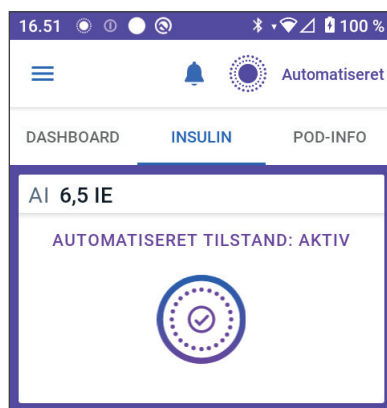 16.51 100 %
Automatiseret
DASHBOARD INSULIN POD-INFO
AI 6,5 IE
AUTOMATISERET TILSTAND: AKTIV